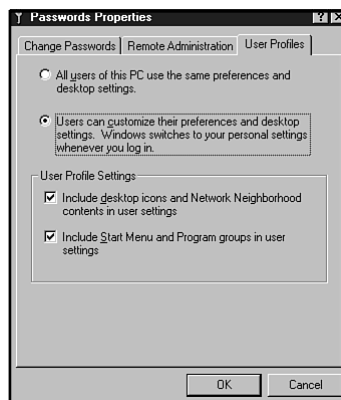 Passwords Properties
Change Passwords
Remote Administration
User Profiles
All users of this PC use the same preferences and
desktop settings.
Users can customize their preferences and desktop
settings. Windows switches to your personal settings
whenever you log in.
User Profile Settings
Include desktop icons and Network Neighborhood
contents in user settings
Include Start Menu and Program groups in user
settings
OK
Cancel